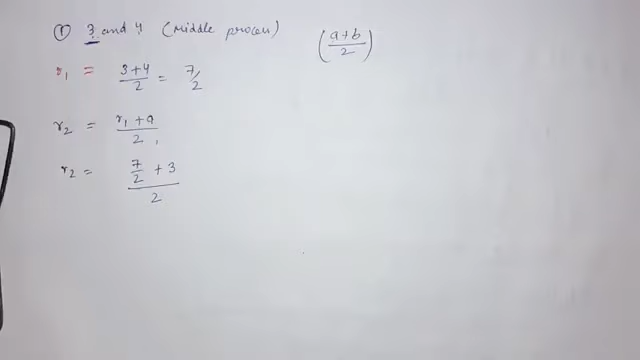 ① 3 and 4 (Middle process) (a+b/2)
r₁ = 3+4/2 = 7/2
r₂ = r₁+a/2,
r₂ = 7/2 + 3/2